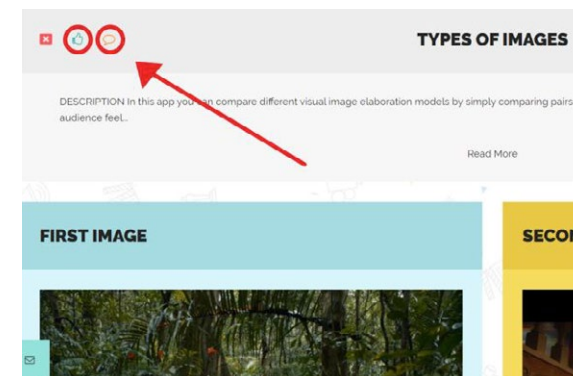 TYPES OF IMAGES
DESCRIPTION In this app you can compare different visual image elaboration models by simply comparing pairs
audience feel...
Read More
FIRST IMAGE
SECON